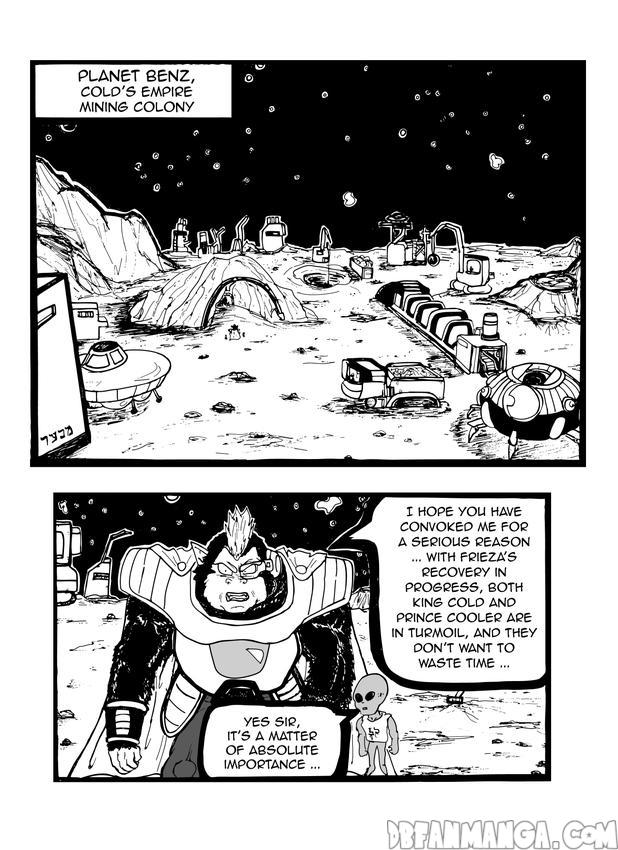 PLANET BENZ,
COLD'S EMPIRE
MINING COLONY
I HOPE YOU HAVE
CONVOKED ME FOR
A SERIOUS REASON
... WITH FRIEZA'S
RECOVERY IN
PROGRESS, BOTH
KING COLD AND
PRINCE COOLER ARE
IN TURMOIL, AND THEY
DON'T WANT TO
WASTE TIME ...
YES SIR,
IT'S A MATTER
OF ABSOLUTE
IMPORTANCE ...
DBFANMANGA.COM